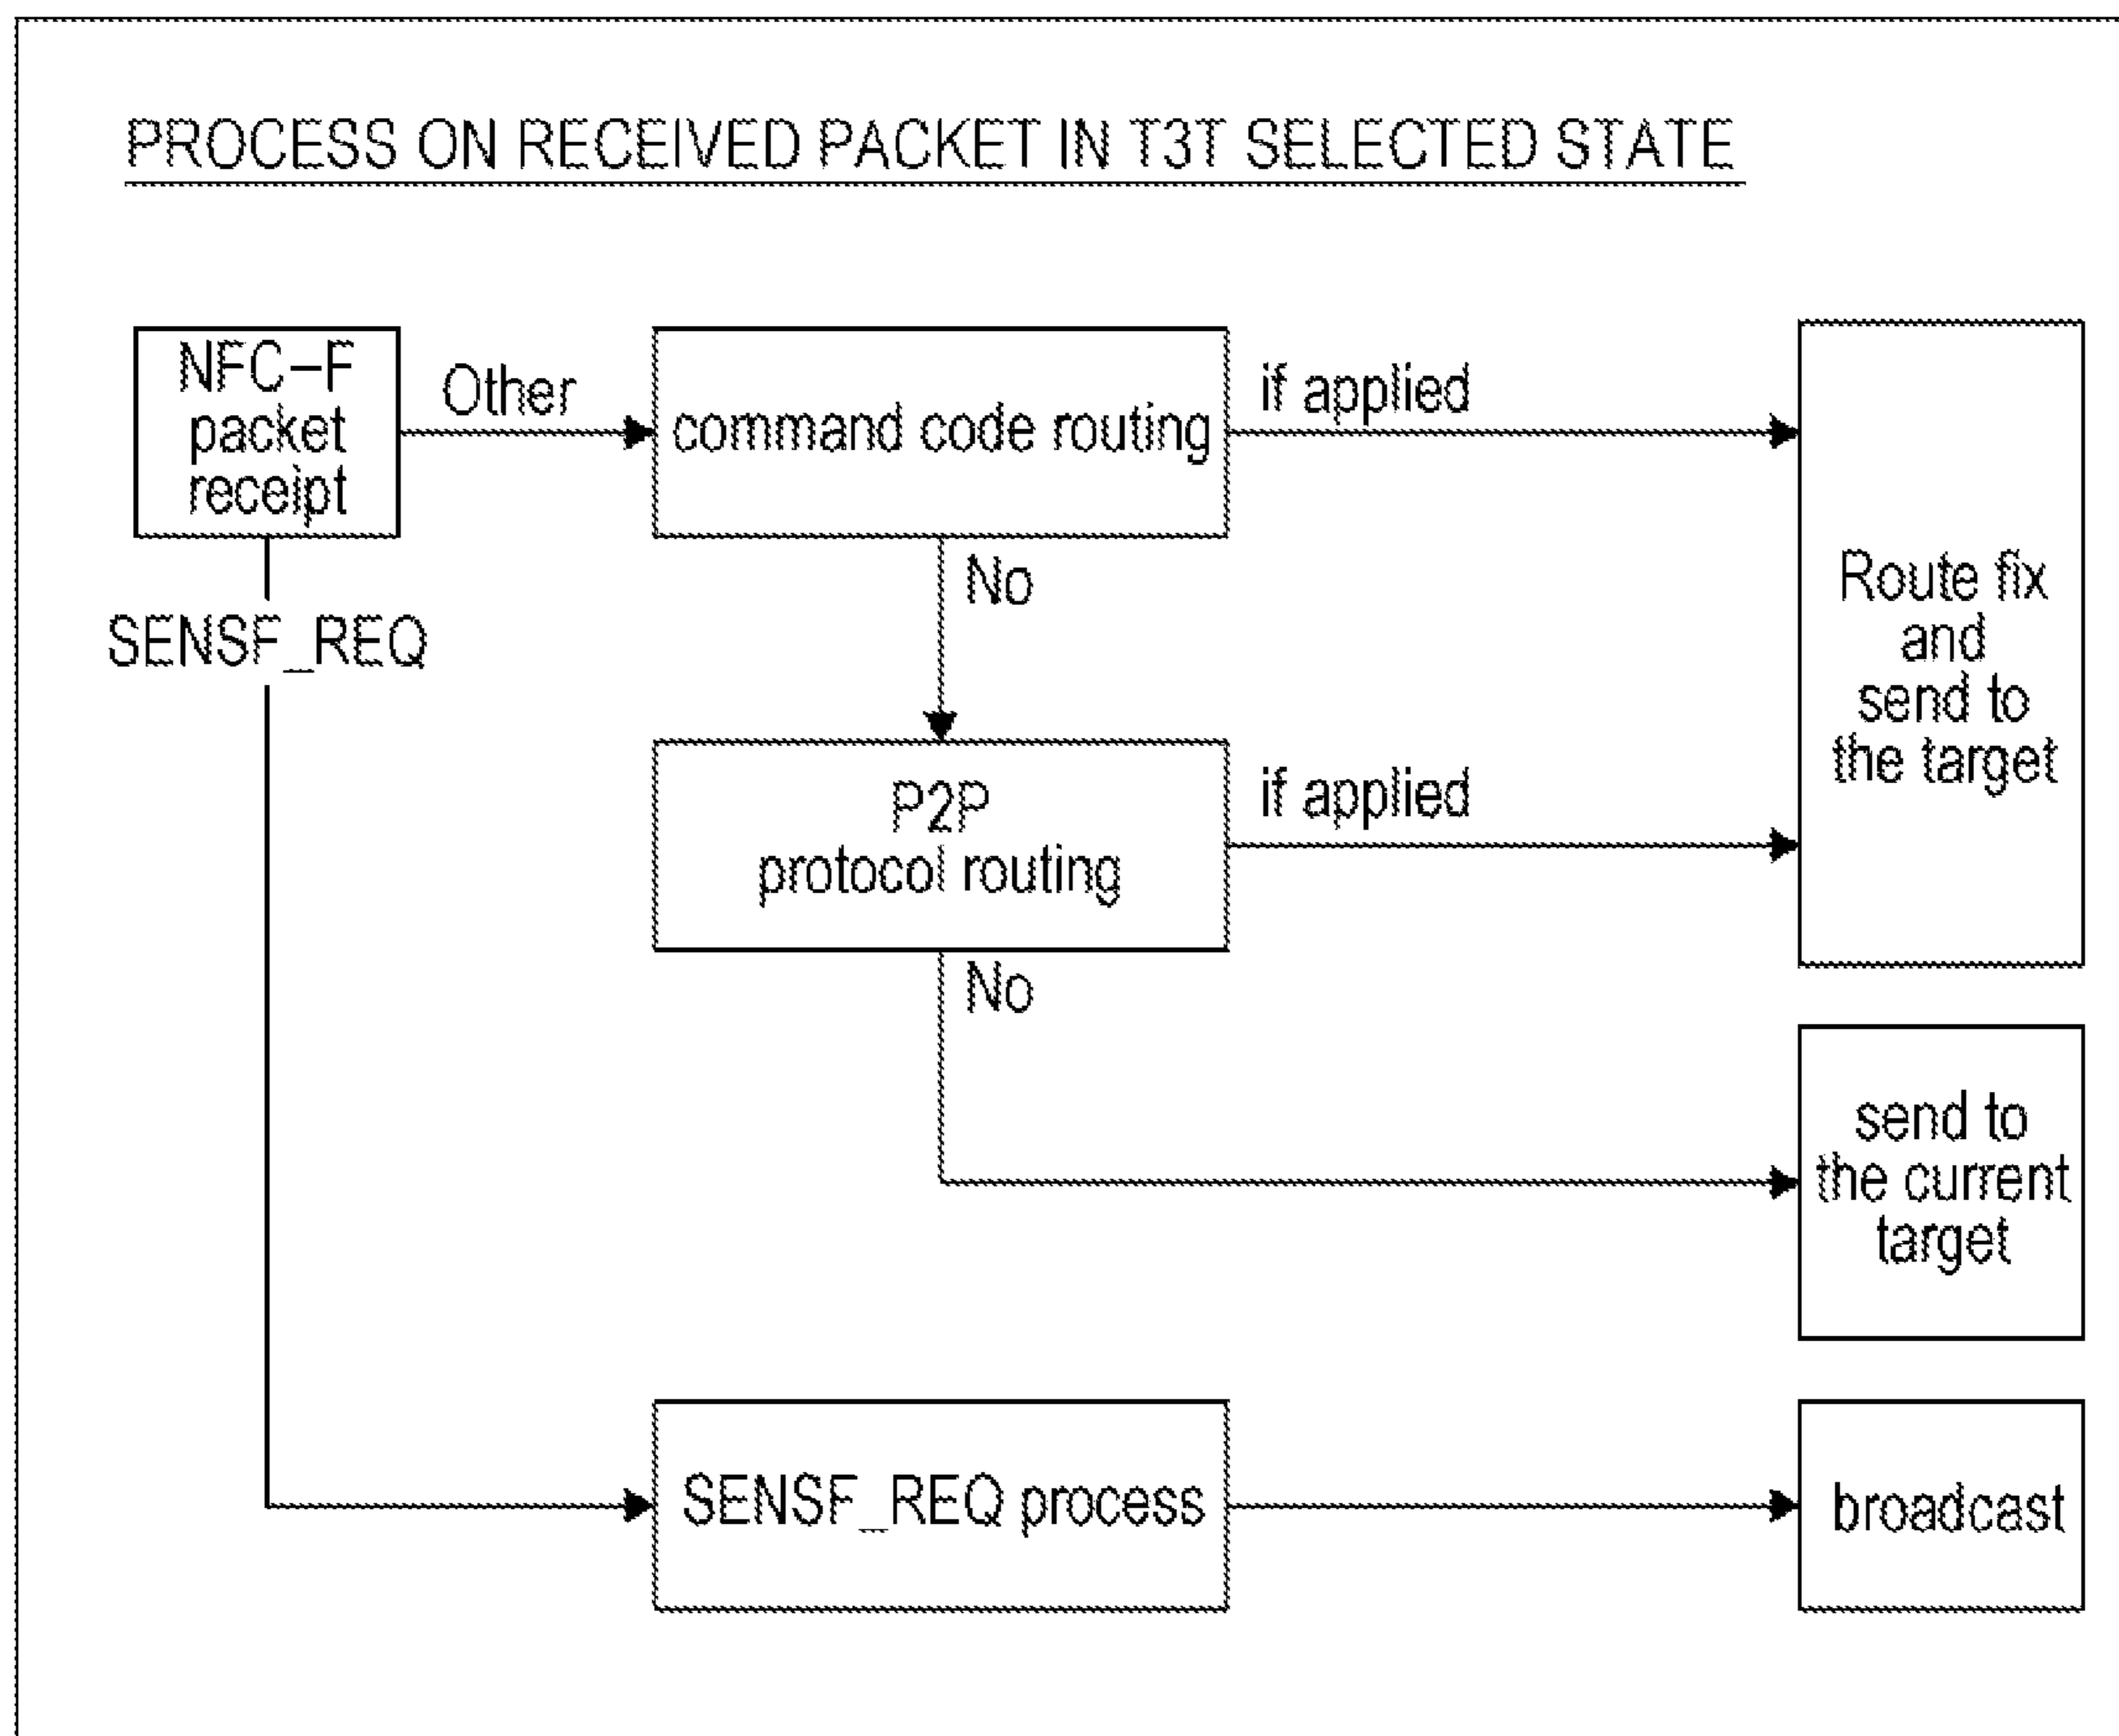 PROCESS ON RECEIVED PACKET IN T3T SELECTED STATE
NFC-F
packet
receipt
Other
command code routing
if applied
Route fix
and
send to
the target
No
SENSF_REQ
P2P
protocol routing
if applied
No
send to
the current
target
SENSF_REQ process
broadcast